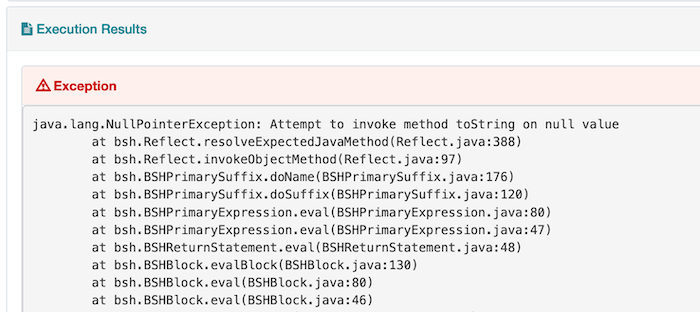 Execution Results
Exception
java.lang.NullPointerException: Attempt to invoke method toString on null value
at bsh.Reflect.resolveExpectedJavaMethod(Reflect.java:388)
at bsh.Reflect.invokeObjectMethod(Reflect.java:97)
at bsh.BSHPrimarySuffix.doName(BSHPrimarySuffix.java:176)
at bsh.BSHPrimarySuffix.doSuffix(BSHPrimarySuffix.java:120)
at bsh.BSHPrimaryExpression.eval(BSHPrimaryExpression.java:80)
at bsh.BSHPrimaryExpression.eval(BSHPrimaryExpression.java:47)
at bsh.BSHReturnStatement.eval(BSHReturnStatement.java:48)
at bsh.BSHBlock.evalBlock(BSHBlock.java:130)
at bsh.BSHBlock.eval(BSHBlock.java:80)
at bsh.BSHBlock.eval(BSHBlock.java:46)